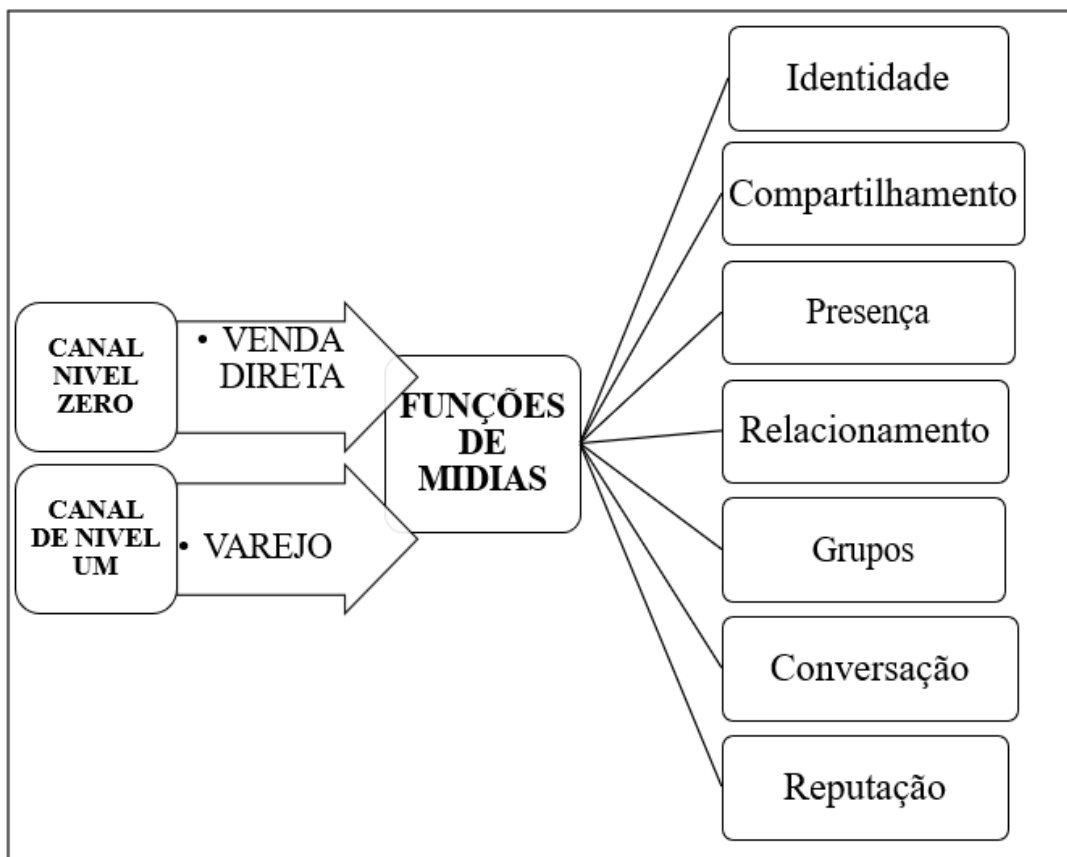 CANAL
NIVEL
ZERO
• VENDA
DIRETA
CANAL
DE NIVEL
UM
• VAREJO
FUNÇÕES
DE
MIDIAS
Identidade
Compartilhamento
Presença
Relacionamento
Grupos
Conversação
Reputação